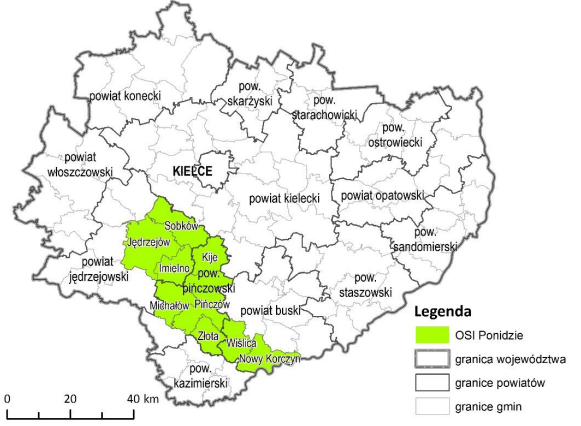 powiat konecki
pow.
skarżyski
pow.
starachowicki
pow.
ostrowiecki
powiat
włoszczowski
KIELCE
powiat kielecki
powiat opatowski
pow.
sandomierski
Sobków
Jędrzejów
Kije
Imielno
powiat
jędrzejowski
pow.
pińczowski
pow.
staszowski
Michałów
Pińczów
powiat buski
Złota
Wiślica
Nowy Korczyn
pow.
kazimierski
Legenda
OSI Ponidzie
granica województwa
granice powiatów
granice gmin
0 20 40 km